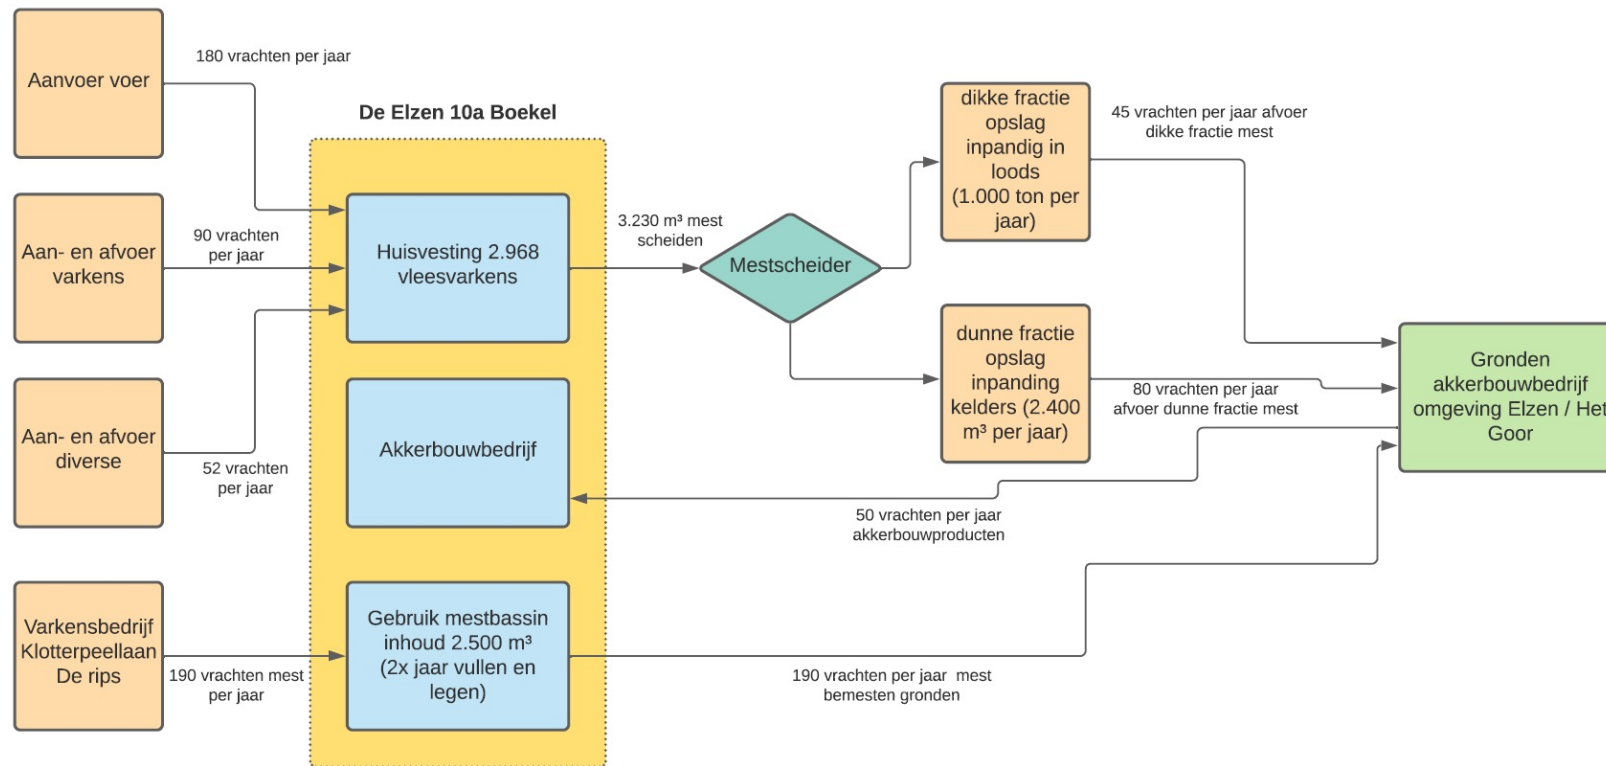 Aanvoer voer
180 vrachten per jaar
De Elzen 10a Boekel
Aan- en afvoer
varkens
90 vrachten
per jaar
Huisvesting 2.968
vleesvarkens
3.230 m³ mest
scheiden
Mestscheider
dikke fractie
opslag
inpandig in
loods
(1.000 ton per
jaar)
45 vrachten per jaar afvoer
dikke fractie mest
dunne fractie
opslag
inpanding
kelders (2.400
m³ per jaar)
80 vrachten per jaar
afvoer dunne fractie mest
Gronden
akkerbouwbedrijf
omgeving Elzen / Het
Goor
Aan- en afvoer
diverse
52 vrachten
per jaar
Akkerbouwbedrijf
50 vrachten per jaar
akkerbouwproducten
Varkensbedrijf
Klotterpeellaan
De rips
190 vrachten mest
per jaar
Gebruik mestbassin
inhoud 2.500 m³
(2x jaar vullen en
legen)
190 vrachten per jaar  mest
bemesten gronden